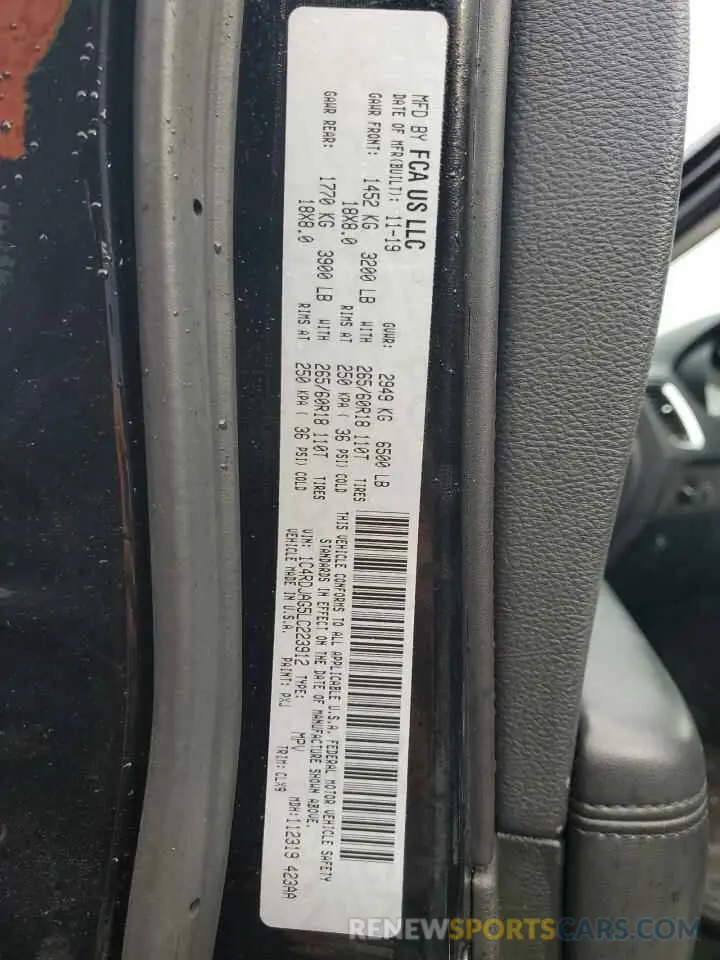 MFD BY FCA US LLC
DATE OF MFR(BUILT): 11-19 GVWR: 2949 KG 6500 LB
GAWR FRONT: 1452 KG 3200 LB WITH 265/60R18 110T TIRES
18X8.0 RIMS AT 250 KPA ( 36 PSI) COLD
GAWR REAR: 1770 KG 3900 LB WITH 265/60R18 110T TIRES
18X8.0 RIMS AT 250 KPA ( 36 PSI) COLD
THIS VEHICLE CONFORMS TO ALL APPLICABLE U.S.A. FEDERAL MOTOR VEHICLE SAFETY
STANDARDS IN EFFECT ON THE DATE OF MANUFACTURE SHOWN ABOVE.
VIN: 1C4RDJAG5LC223912 TYPE: MPV MDH:112319 423AA
VEHICLE MADE IN U.S.A. PAINT: PXJ TRIM: CLX9
RENEWSPORTSCARS.COM